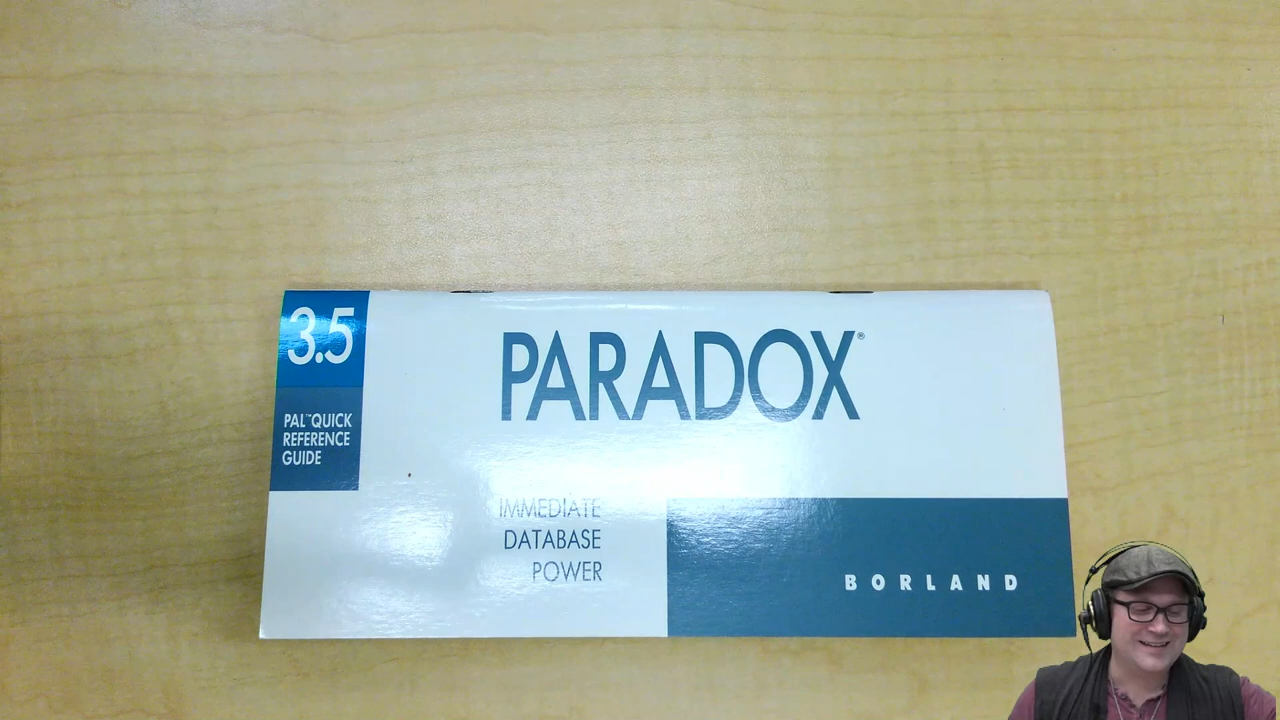 3.5
PAL™ QUICK
REFERENCE
GUIDE
PARADOX®
IMMEDIATE
DATABASE
POWER
BORLAND